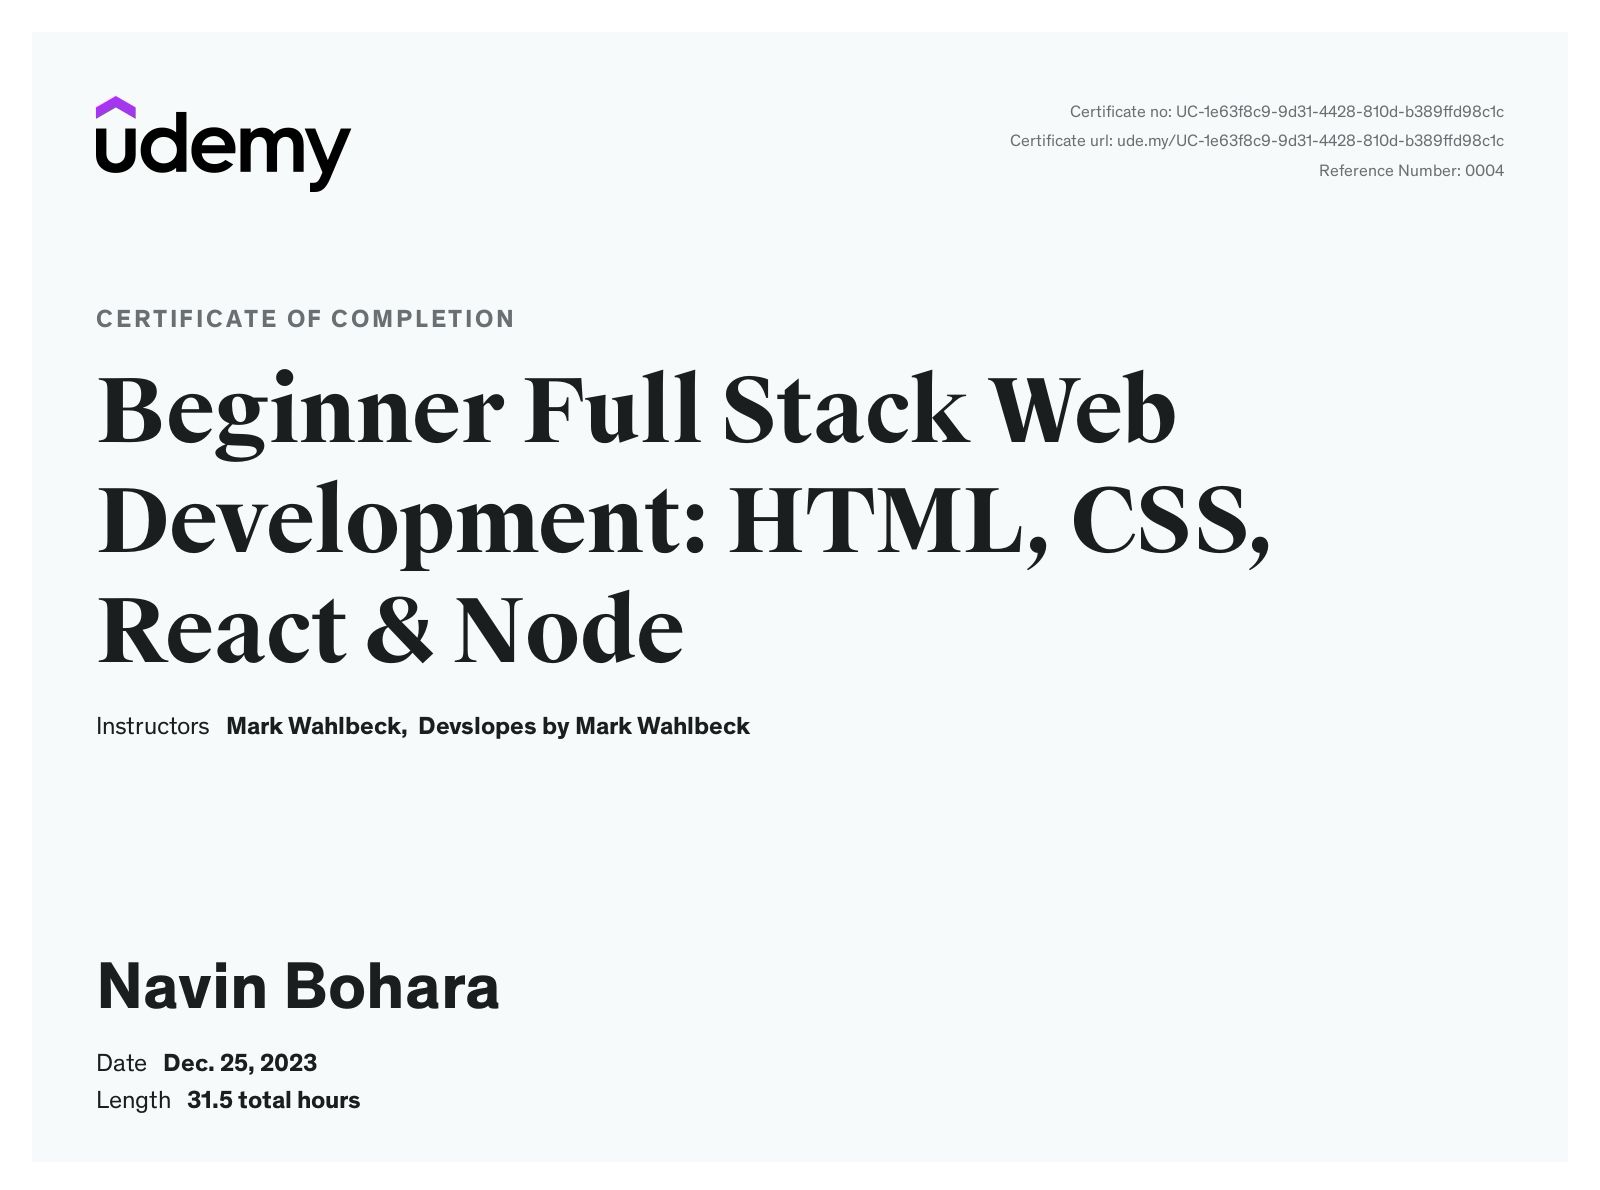 udemy
Certificate no: UC-1e63f8c9-9d31-4428-810d-b389ffd98c1c
Certificate url: ude.my/UC-1e63f8c9-9d31-4428-810d-b389ffd98c1c
Reference Number: 0004
CERTIFICATE OF COMPLETION
Beginner Full Stack Web
Development: HTML, CSS,
React & Node
Instructors Mark Wahlbeck, Devslopes by Mark Wahlbeck
Navin Bohara
Date Dec. 25, 2023
Length 31.5 total hours